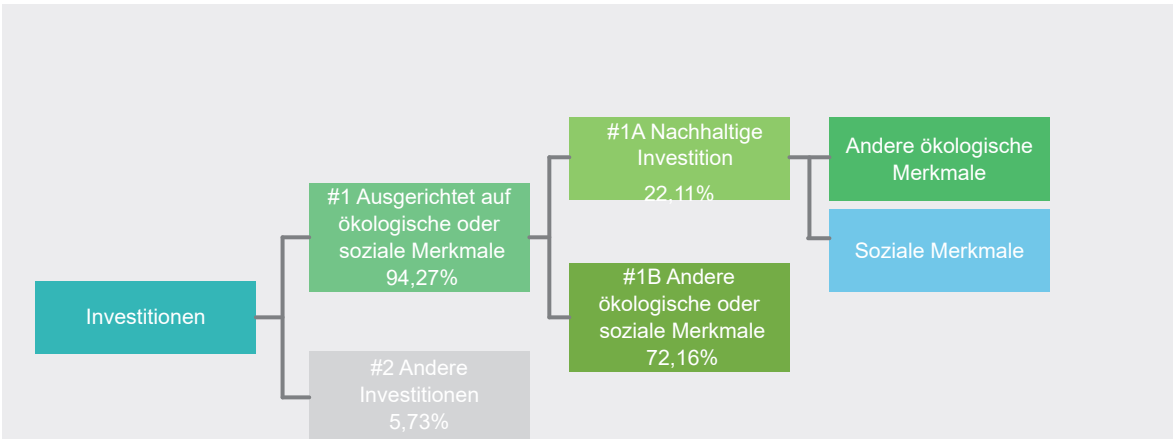 Investitionen
#1 Ausgerichtet auf
ökologische oder
soziale Merkmale
94,27%
#2 Andere
Investitionen
5,73%
#1A Nachhaltige
Investition
22,11%
#1B Andere
ökologische oder
soziale Merkmale
72,16%
Andere ökologische
Merkmale
Soziale Merkmale